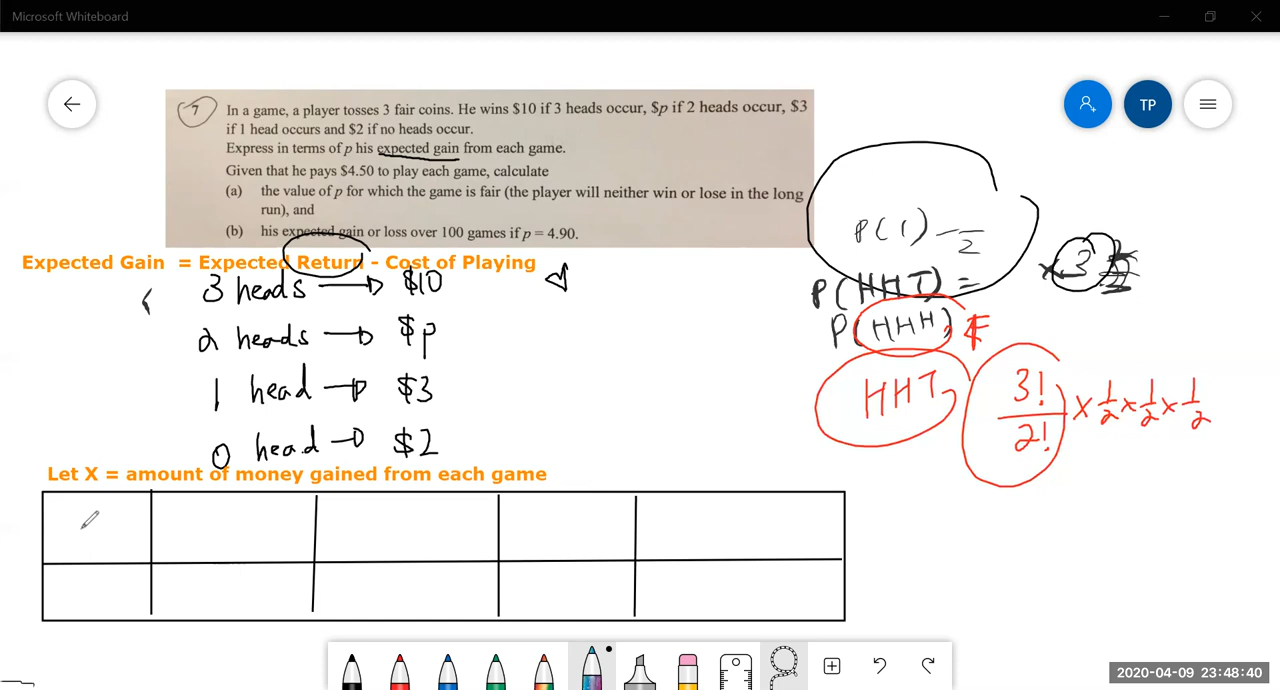 Microsoft Whiteboard
TP
7 In a game, a player tosses 3 fair coins. He wins $10 if 3 heads occur, $p if 2 heads occur, $3
if 1 head occurs and $2 if no heads occur.
Express in terms of p his expected gain from each game.
Given that he pays $4.50 to play each game, calculate
(a) the value of p for which the game is fair (the player will neither win or lose in the long
run), and
(b) his expected gain or loss over 100 games if p = 4.90.
Expected Gain = Expected Return - Cost of Playing
3 heads → $10
2 heads → $p
1 head → $3
0 head → $2
P(1) - 2
P(HHT) = × 3
P(HHH)
HHT 3!/2! × 1/2 × 1/2 × 1/2
Let X = amount of money gained from each game
2020-04-09 23:48:40